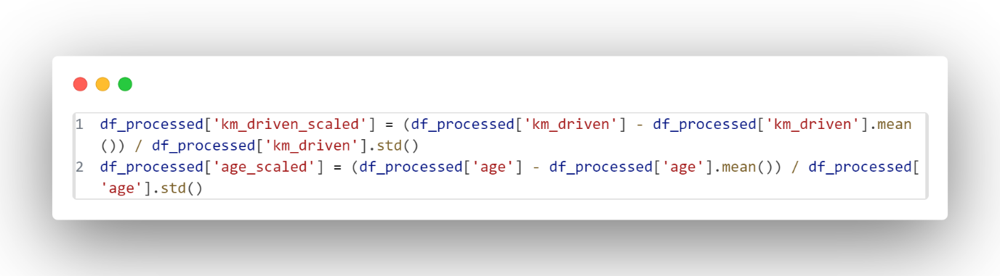 1 df_processed['km_driven_scaled'] = (df_processed['km_driven'] - df_processed['km_driven'].mean
()) / df_processed['km_driven'].std()
2 df_processed['age_scaled'] = (df_processed['age'] - df_processed['age'].mean()) / df_processed[
'age'].std()